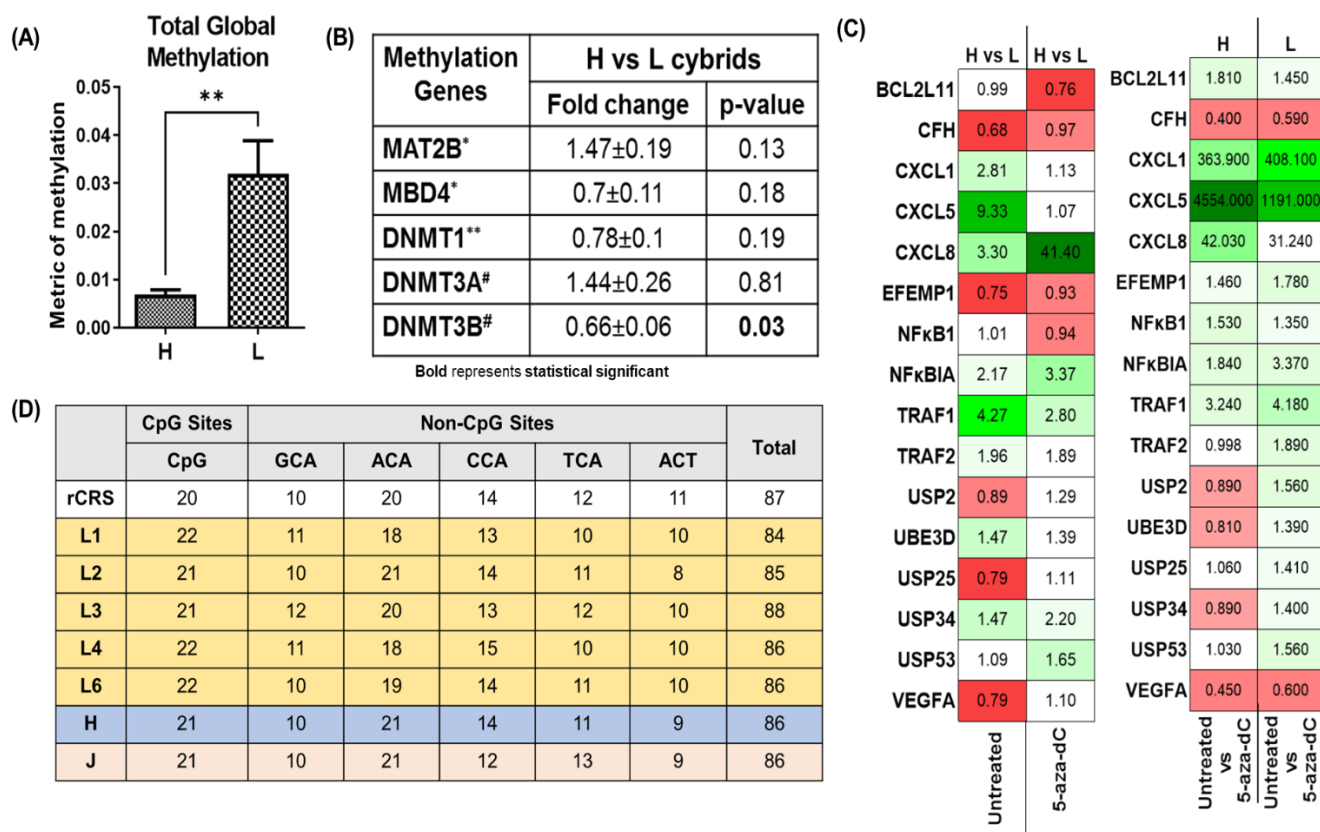 (A)
Total Global
Methylation
Metric of methylation
0.05
0.04
0.03
0.02
0.01
0.00
**
H L
(B)
Methylation Genes H vs L cybrids
Fold change p-value
MAT2B* 1.47±0.19 0.13
MBD4* 0.7±0.11 0.18
DNMT1** 0.78±0.1 0.19
DNMT3A# 1.44±0.26 0.81
DNMT3B# 0.66±0.06 0.03
Bold represents statistical significant
(C)
H vs L H vs L
BCL2L11 0.99 0.76
CFH 0.68 0.97
CXCL1 2.81 1.13
CXCL5 9.33 1.07
CXCL8 3.30 41.40
EFEMP1 0.75 0.93
NFκB1 1.01 0.94
NFκBIA 2.17 3.37
TRAF1 4.27 2.80
TRAF2 1.96 1.89
USP2 0.89 1.29
UBE3D 1.47 1.39
USP25 0.79 1.11
USP34 1.47 2.20
USP53 1.09 1.65
VEGFA 0.79 1.10
Untreated 5-aza-dC
H L
BCL2L11 1.810 1.450
CFH 0.400 0.590
CXCL1 363.900 408.100
CXCL5 4554.000 1191.000
CXCL8 42.030 31.240
EFEMP1 1.460 1.780
NFκB1 1.530 1.350
NFκBIA 1.840 3.370
TRAF1 3.240 4.180
TRAF2 0.998 1.890
USP2 0.890 1.560
UBE3D 0.810 1.390
USP25 1.060 1.410
USP34 0.890 1.400
USP53 1.030 1.560
VEGFA 0.450 0.600
Untreated
vs
5-aza-dC
Untreated
vs
5-aza-dC
(D)
CpG Sites Non-CpG Sites Total
CpG GCA ACA CCA TCA ACT
rCRS 20 10 20 14 12 11 87
L1 22 11 18 13 10 10 84
L2 21 10 21 14 11 8 85
L3 21 12 20 13 12 10 88
L4 22 11 18 15 10 10 86
L6 22 10 19 14 11 10 86
H 21 10 21 14 11 9 86
J 21 10 21 12 13 9 86